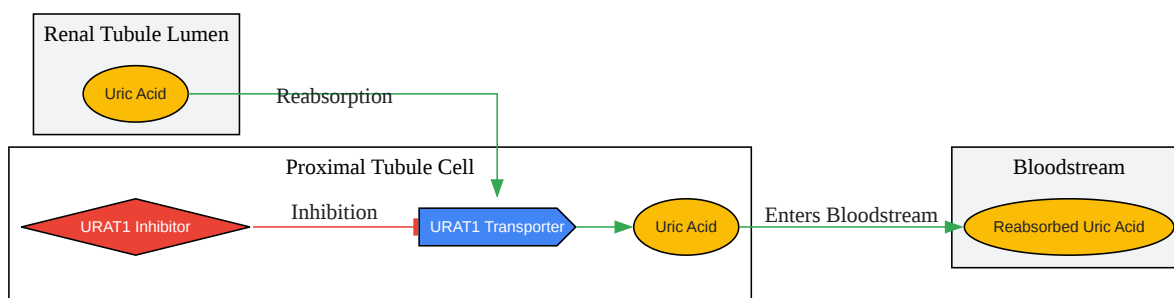 Renal Tubule Lumen
Uric Acid
Reabsorption
Proximal Tubule Cell
URAT1 Inhibitor
Inhibition
URAT1 Transporter
Uric Acid
Enters Bloodstream
Bloodstream
Reabsorbed Uric Acid